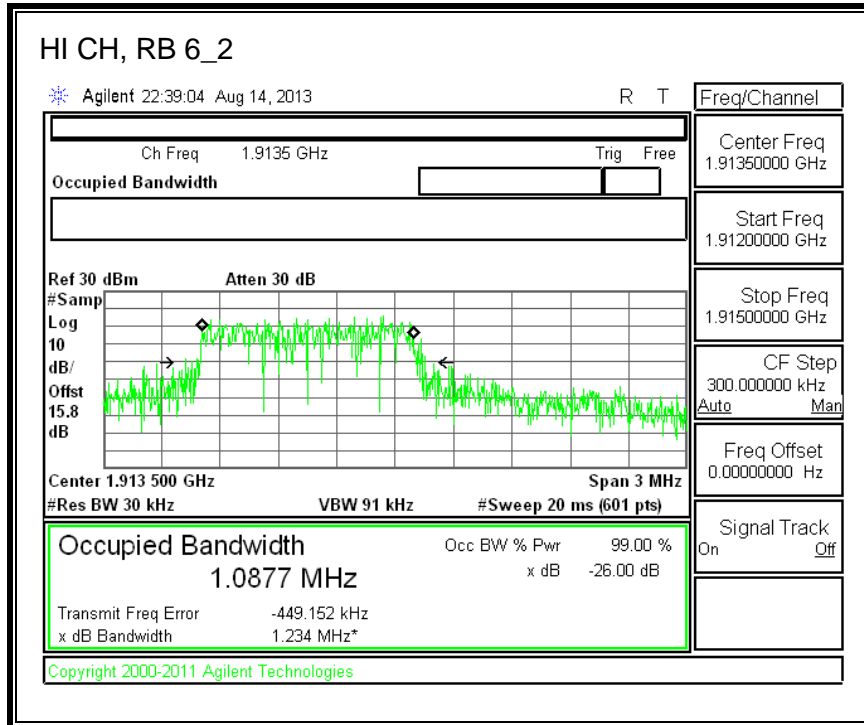 HI CH, RB 6_2
Agilent 22:39:04 Aug 14, 2013 R T
Freq/Channel
Ch Freq 1.9135 GHz Trig Free
Occupied Bandwidth
Center Freq
1.91350000 GHz
Start Freq
1.91200000 GHz
Stop Freq
1.91500000 GHz
CF Step
300.000000 kHz
Auto Man
Freq Offset
0.00000000 Hz
Signal Track
On Off
Ref 30 dBm Atten 30 dB
#Samp
Log
10
dB/
Offst
15.8
dB
Center 1.913 500 GHz Span 3 MHz
#Res BW 30 kHz VBW 91 kHz #Sweep 20 ms (601 pts)
Occupied Bandwidth Occ BW % Pwr 99.00 %
1.0877 MHz x dB -26.00 dB
Transmit Freq Error -449.152 kHz
x dB Bandwidth 1.234 MHz*
Copyright 2000-2011 Agilent Technologies